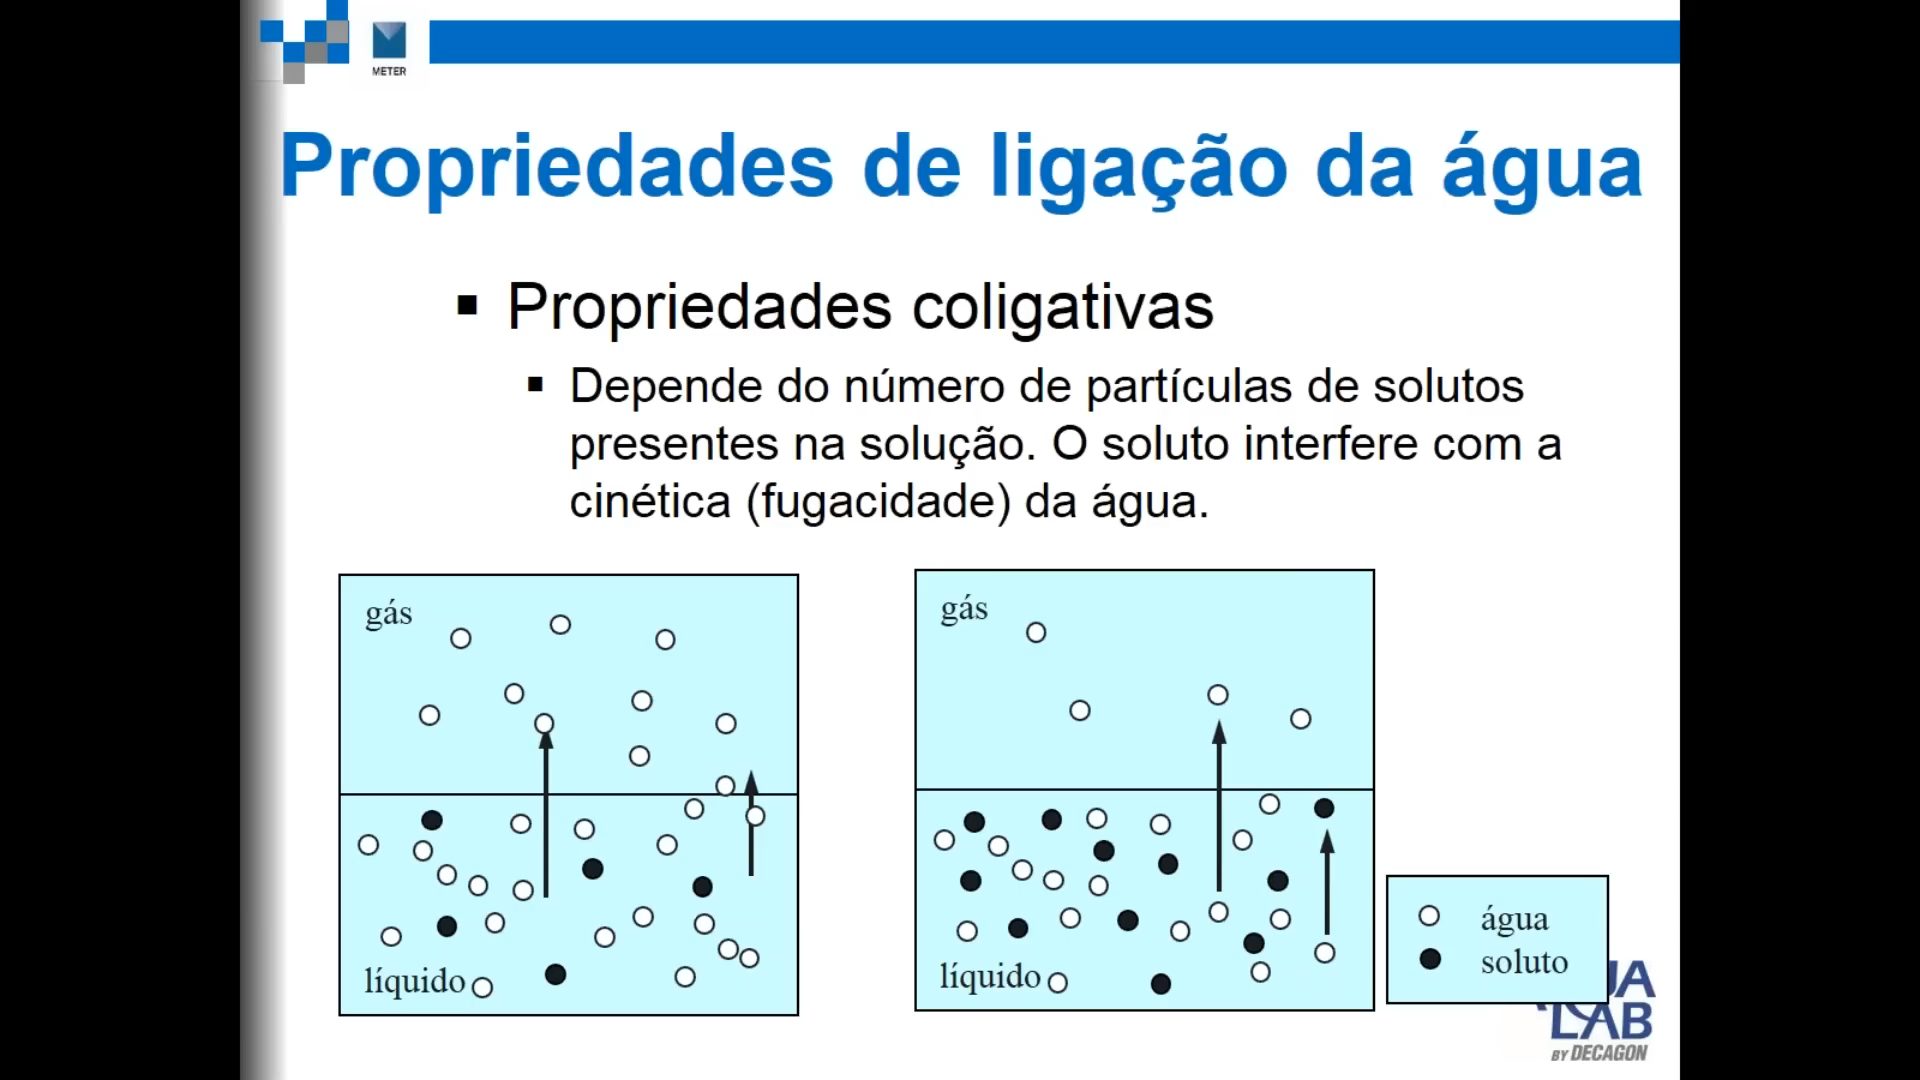 METER
Propriedades de ligação da água
Propriedades coligativas
Depende do número de partículas de solutos
presentes na solução. O soluto interfere com a
cinética (fugacidade) da água.
gás
líquido
gás
líquido
água
soluto
LAB
BY DECAGON